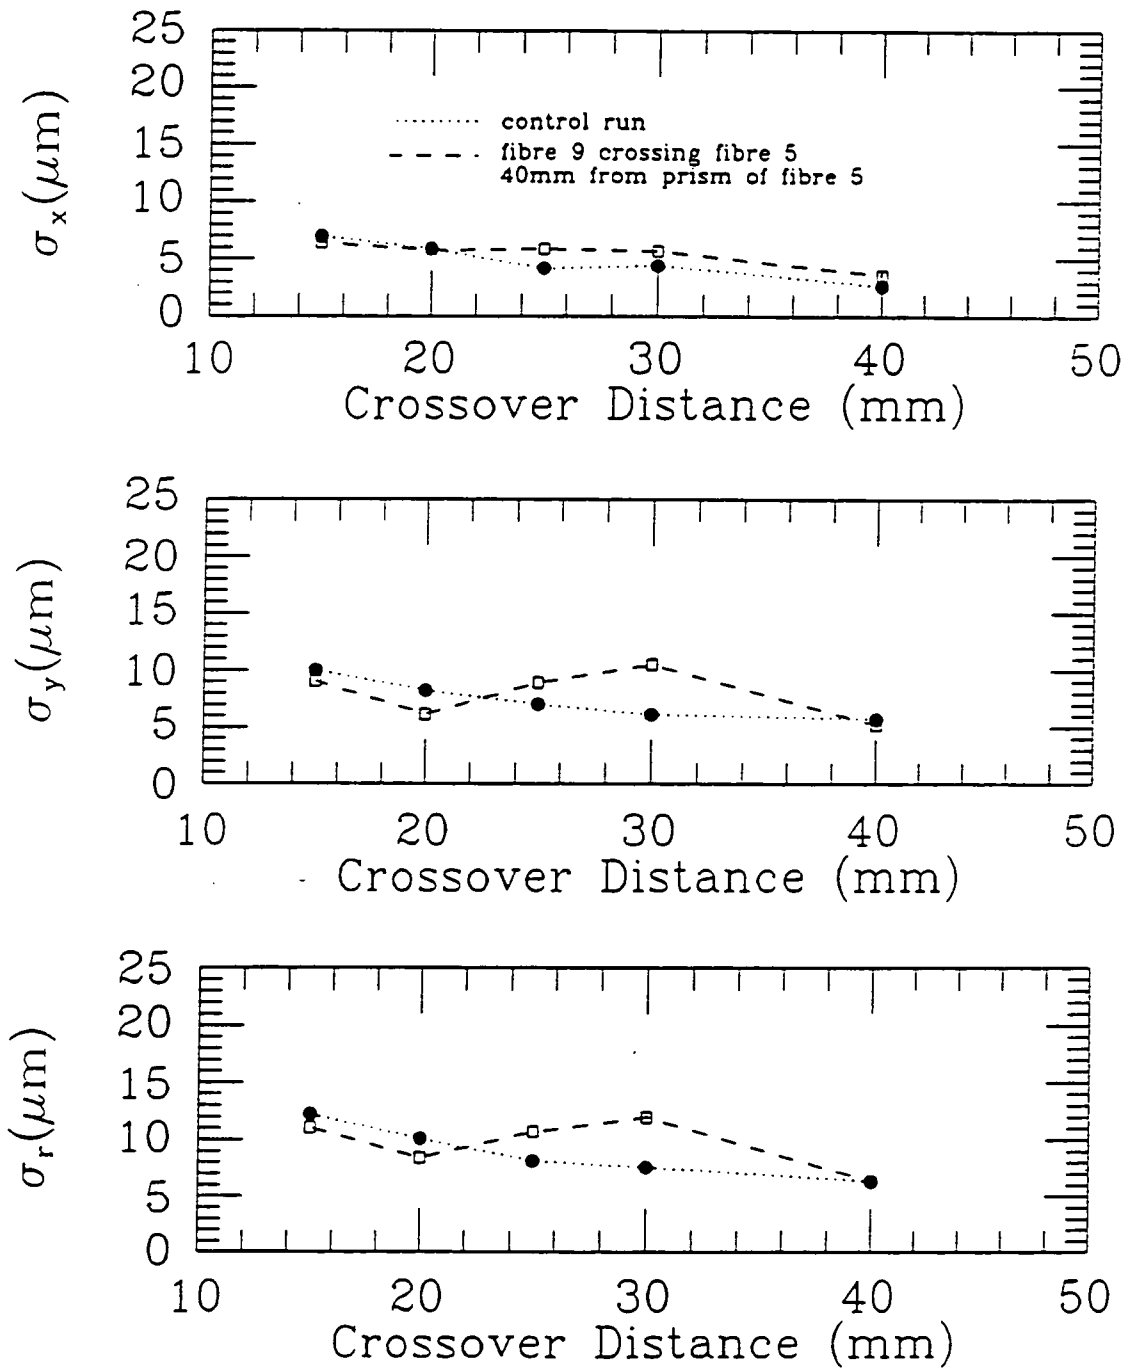 25
20
15
10
5
0
σx(μm)
control run
fibre 9 crossing fibre 5
40mm from prism of fibre 5
10 20 30 40 50
Crossover Distance (mm)
25
20
15
10
5
0
σy(μm)
10 20 30 40 50
Crossover Distance (mm)
25
20
15
10
5
0
σr(μm)
10 20 30 40 50
Crossover Distance (mm)